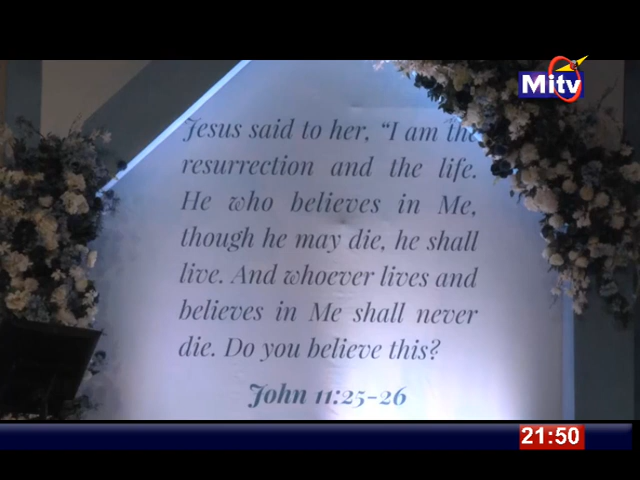 Mitv
Jesus said to her, “I am the
resurrection and the life.
He who believes in Me,
though he may die, he shall
live. And whoever lives and
believes in Me shall never
die. Do you believe this?
John 11:25-26
21:50